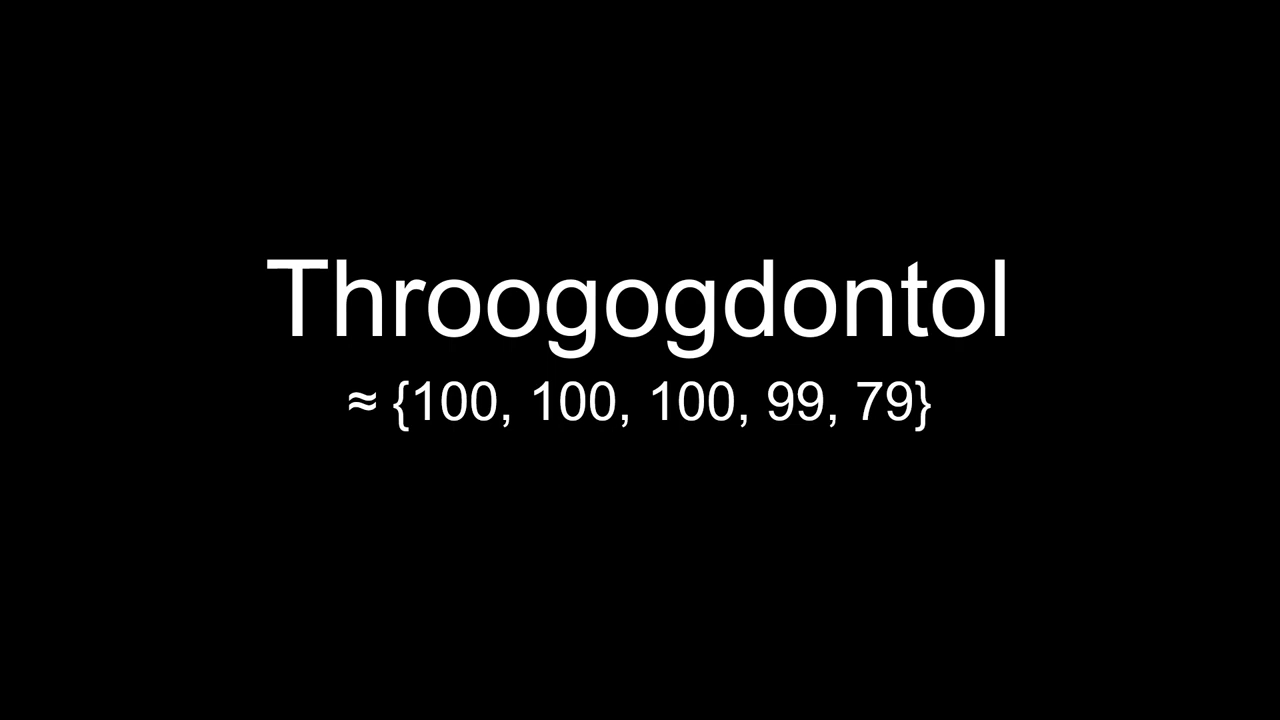 Throogogdontol
≈ {100, 100, 100, 99, 79}